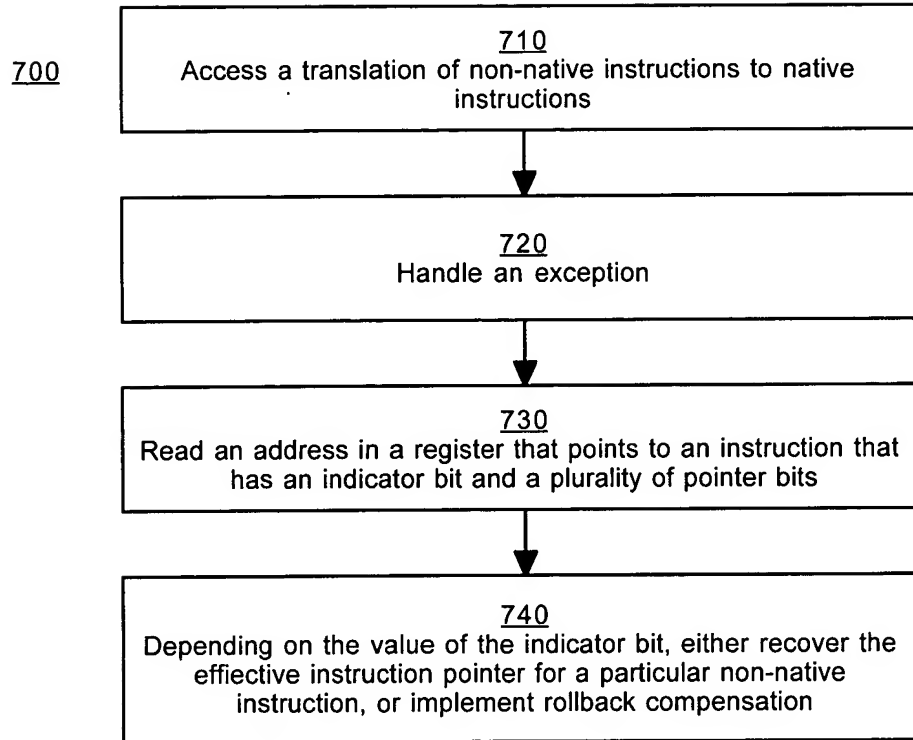 710
700
Access a translation of non-native instructions to native
instructions
720
Handle an exception
730
Read an address in a register that points to an instruction that
has an indicator bit and a plurality of pointer bits
740
Depending on the value of the indicator bit, either recover the
effiective instruction pointer for a particular non-native
instruction, or implement rollback compensation